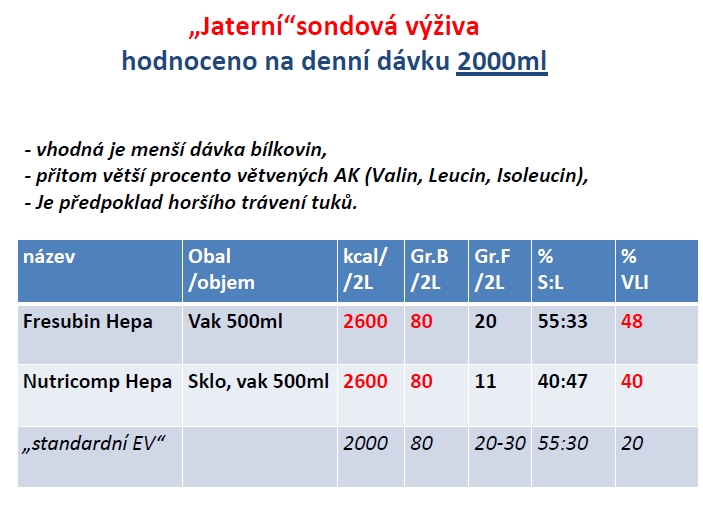 „Jaterní“sondová výživa
hodnoceno na denní dávku 2000ml
- vhodná je menší dávka bílkovin,
- přitom větší procento větvených AK (Valin, Leucin, Isoleucin),
- Je předpoklad horšího trávení tuků.
název Obal /objem kcal/ /2L Gr.B /2L Gr.F /2L % S:L % VLI
Fresubin Hepa Vak 500ml 2600 80 20 55:33 48
Nutricomp Hepa Sklo, vak 500ml 2600 80 11 40:47 40
„standardní EV“ 2000 80 20-30 55:30 20